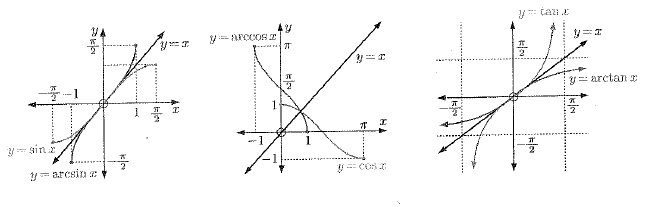 y
π/2
y=x
-π/2 -1
1 π/2 x
y=sin x
y=arcsin x
-π/2
y=arccos x
y
π
y=x
π/2
1
-1
1
π
x
-1
y=cos x
y=tan x
π/2
y=x
y=arctan x
-π/2
π/2
x
-π/2